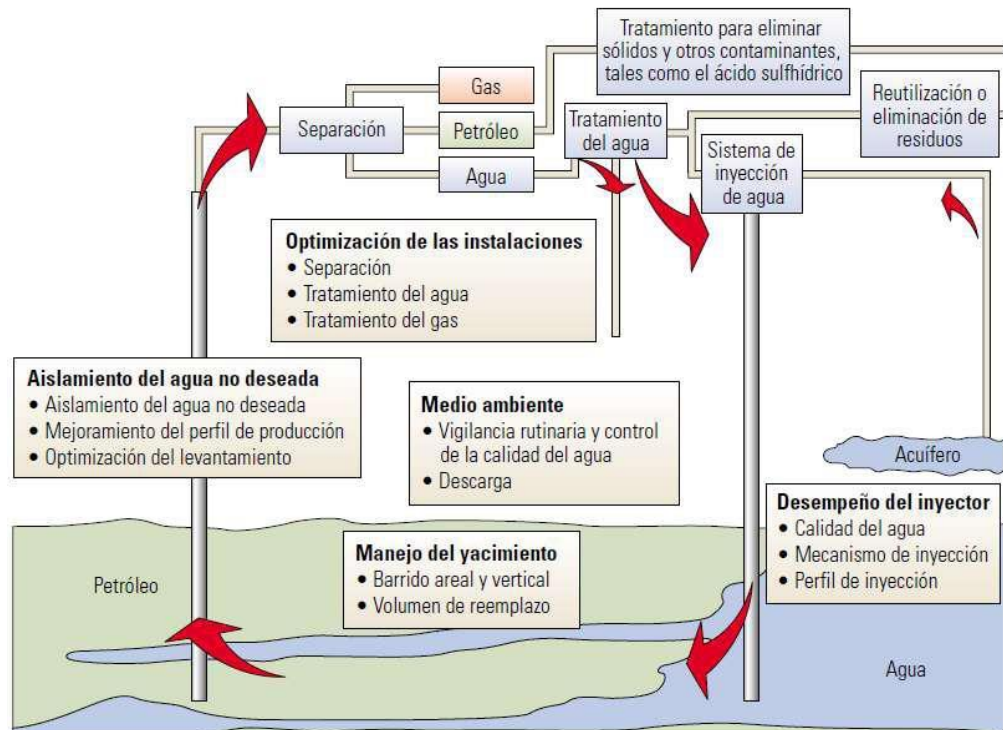 Tratamiento para eliminar
sólidos y otros contaminantes,
tales como el ácido sulfhídrico
Gas
Reutilización o
eliminación de
residuos
Separación
Petróleo
Tratamiento
del agua
Sistema de
inyección
de agua
Agua
Optimización de las instalaciones
• Separación
• Tratamiento del agua
• Tratamiento del gas
Aislamiento del agua no deseada
• Aislamiento del agua no deseada
• Mejoramiento del perfil de producción
• Optimización del levantamiento
Medio ambiente
• Vigilancia rutinaria y control
de la calidad del agua
• Descarga
Acuífero
Desempeño del inyector
• Calidad del agua
• Mecanismo de inyección
• Perfil de inyección
Manejo del yacimiento
• Barrido areal y vertical
• Volumen de reemplazo
Petróleo
Agua